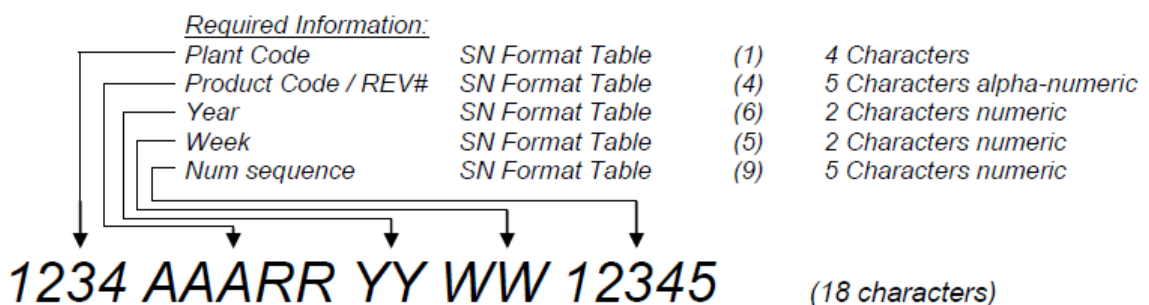 Required Information:
Plant Code SN Format Table (1) 4 Characters
Product Code / REV# SN Format Table (4) 5 Characters alpha-numeric
Year SN Format Table (6) 2 Characters numeric
Week SN Format Table (5) 2 Characters numeric
Num sequence SN Format Table (9) 5 Characters numeric
1234 AAARR YY WW 12345 (18 characters)